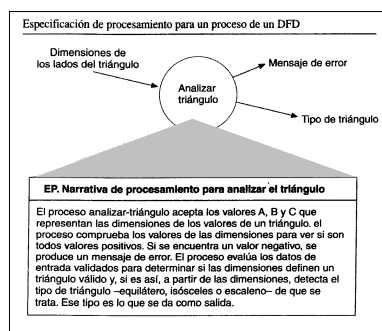 Especificación de procesamiento para un proceso de un DFD
Dimensiones de
los lados del triángulo
Mensaje de error
Analizar
triángulo
Tipo de triángulo
EP. Narrativa de procesamiento para analizar el triángulo
El proceso analizar-triángulo acepta los valores A, B y C que
representan las dimensiones de los valores de un triángulo. el
proceso comprueba los valores de las dimensiones para ver si son
todos valores positivos. Si se encuentra un valor negativo, se
produce un mensaje de error. El proceso evalúa los datos de
entrada validados para determinar si las dimensiones definen un
triángulo válido y, si es así, a partir de las dimensiones, detecta el
tipo de triángulo –equilátero, isósceles o escaleno– de que se
trata. Ese tipo es lo que se da como salida.